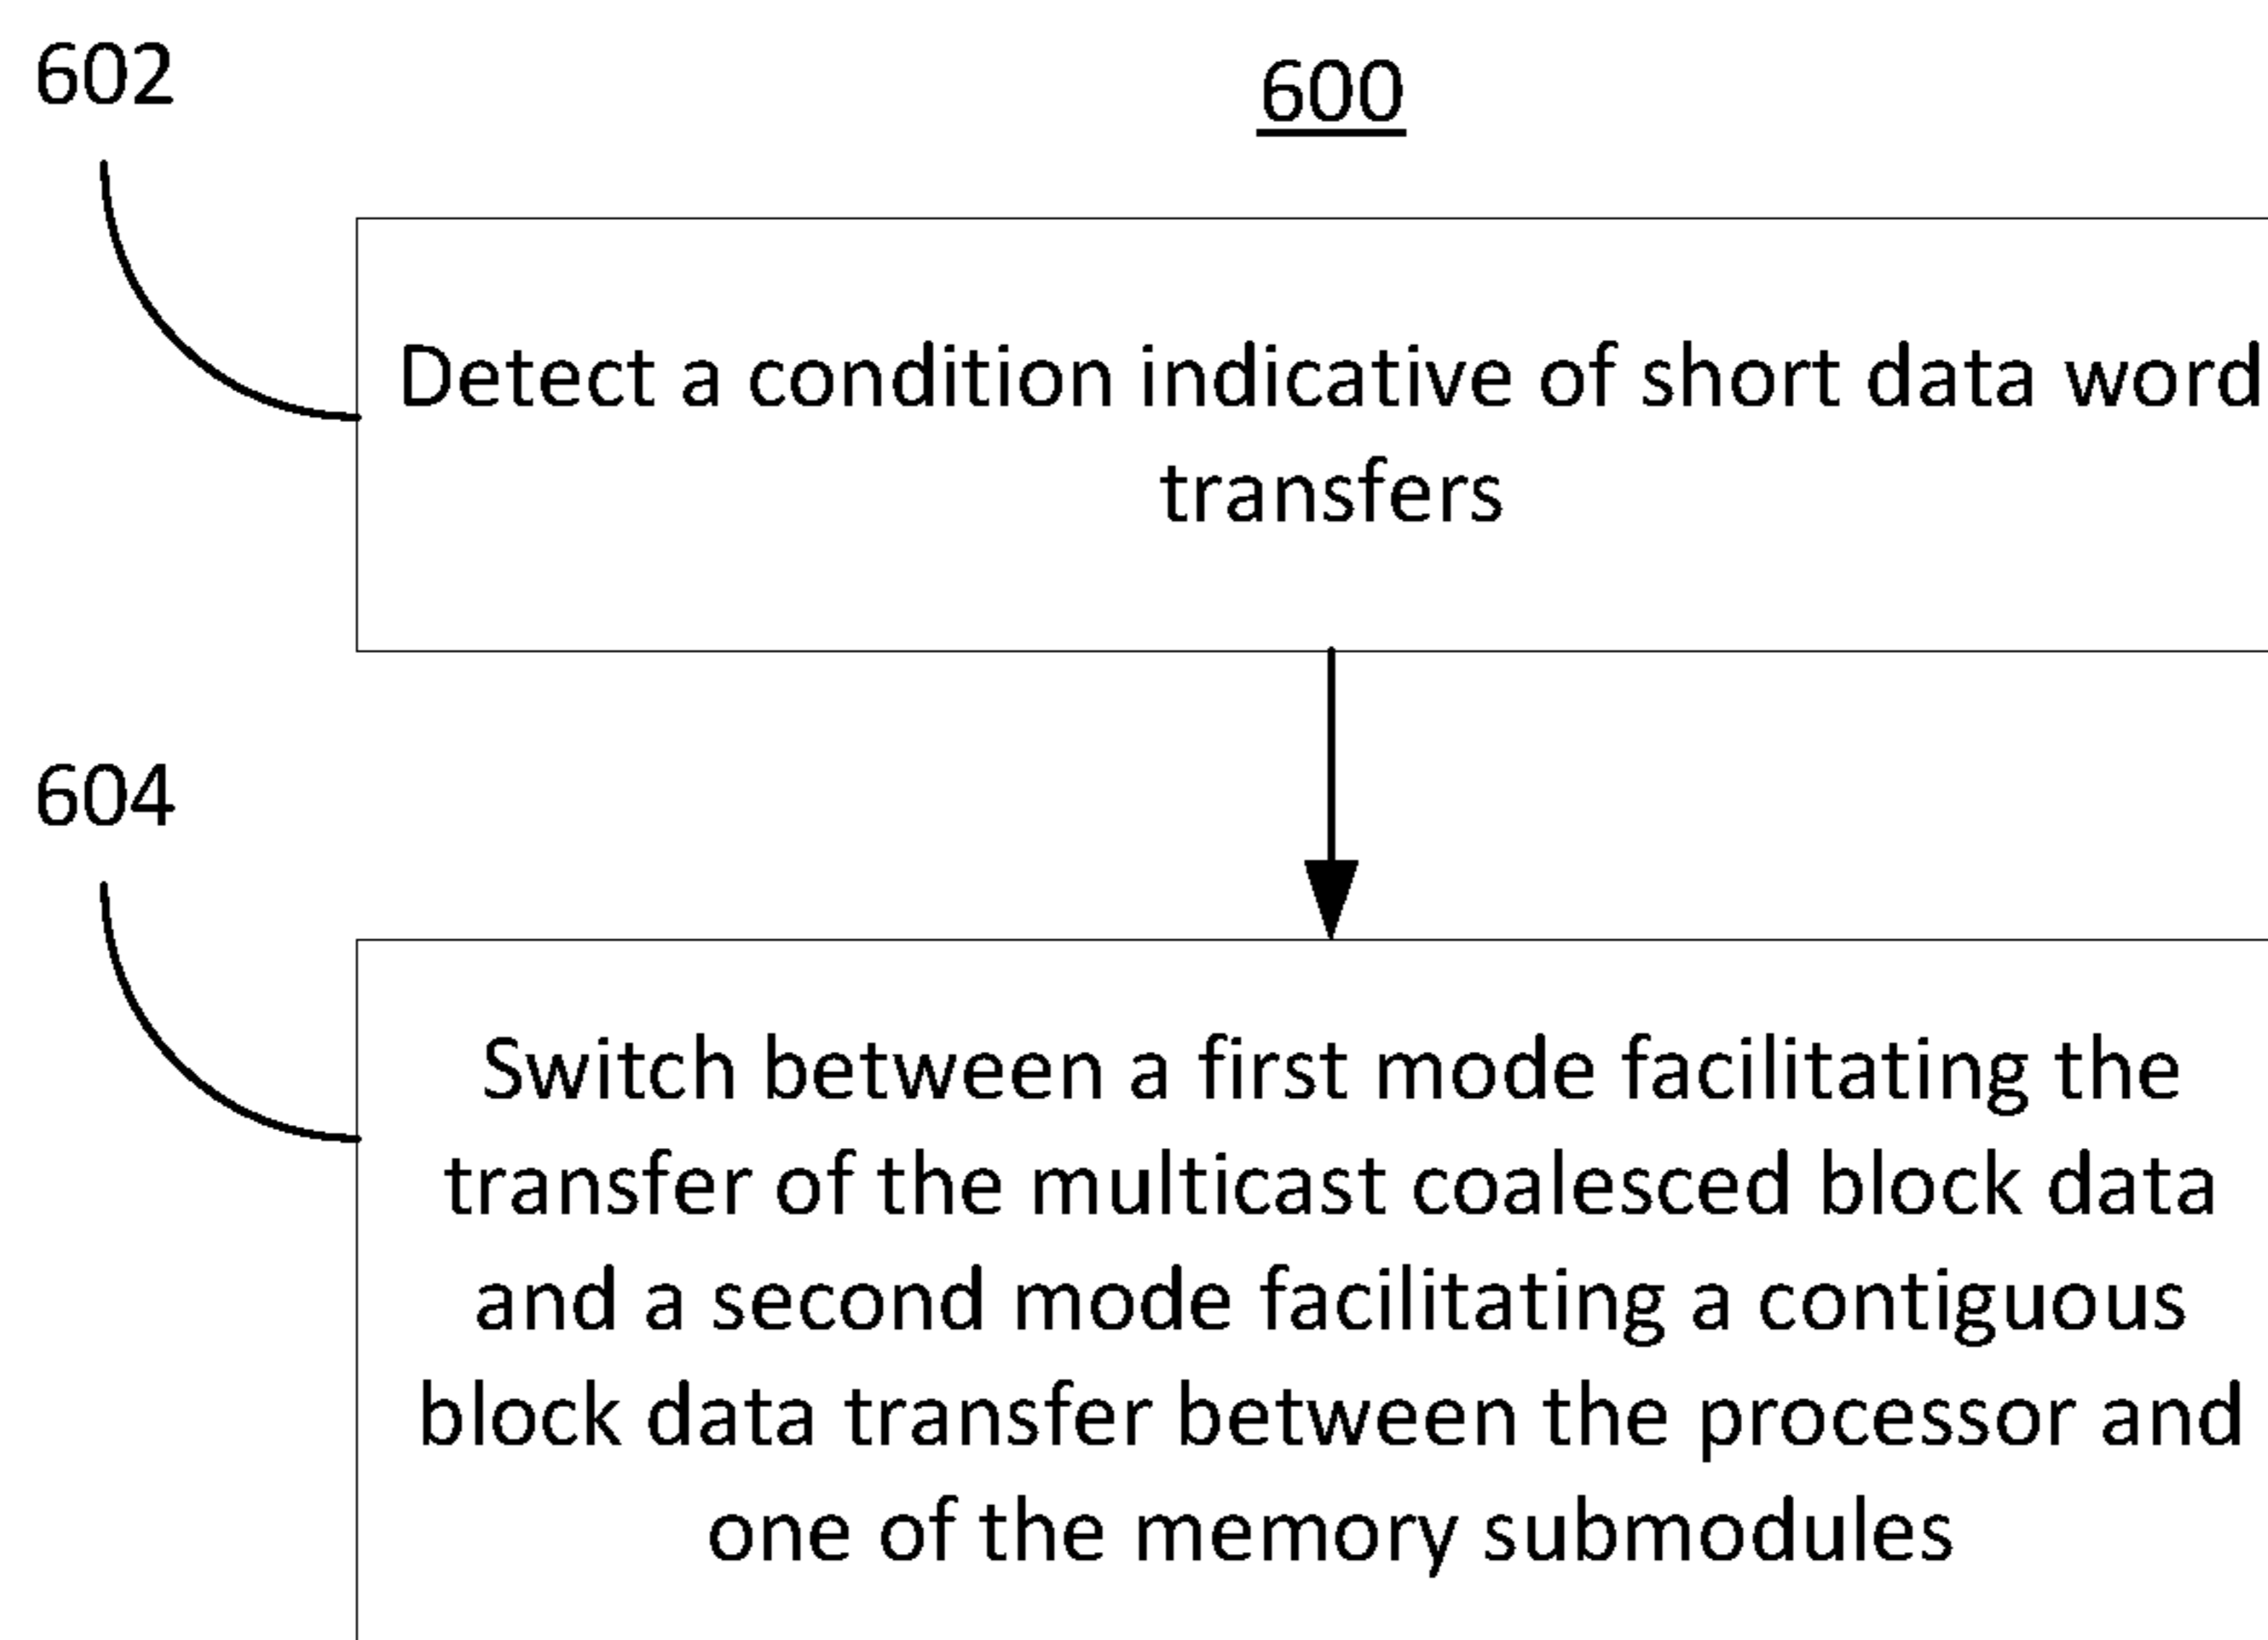 602
600
Detect a condition indicative of short data word
transfers
604
Switch between a first mode facilitating the
transfer of the multicast coalesced block data
and a second mode facilitating a contiguous
block data transfer between the processor and
one of the memory submodules